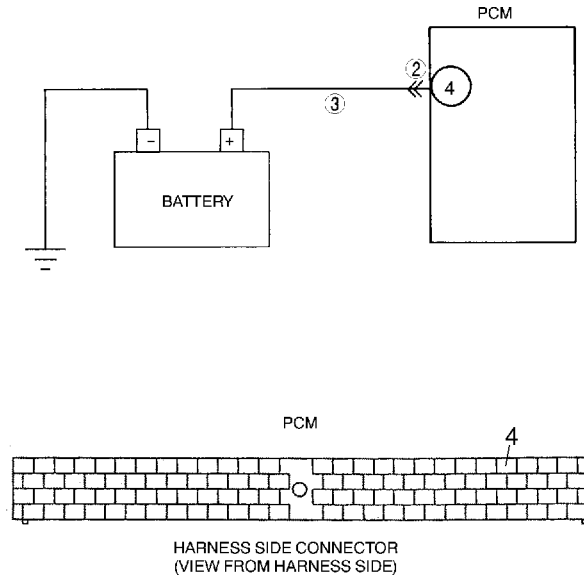 PCM
②
4
③
− +
BATTERY
PCM
4
HARNESS SIDE CONNECTOR
(VIEW FROM HARNESS SIDE)